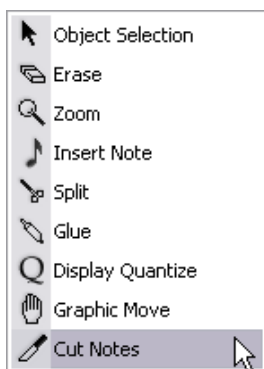 Object Selection
Erase
Zoom
Insert Note
Split
Glue
Q Display Quantize
Graphic Move
Cut Notes